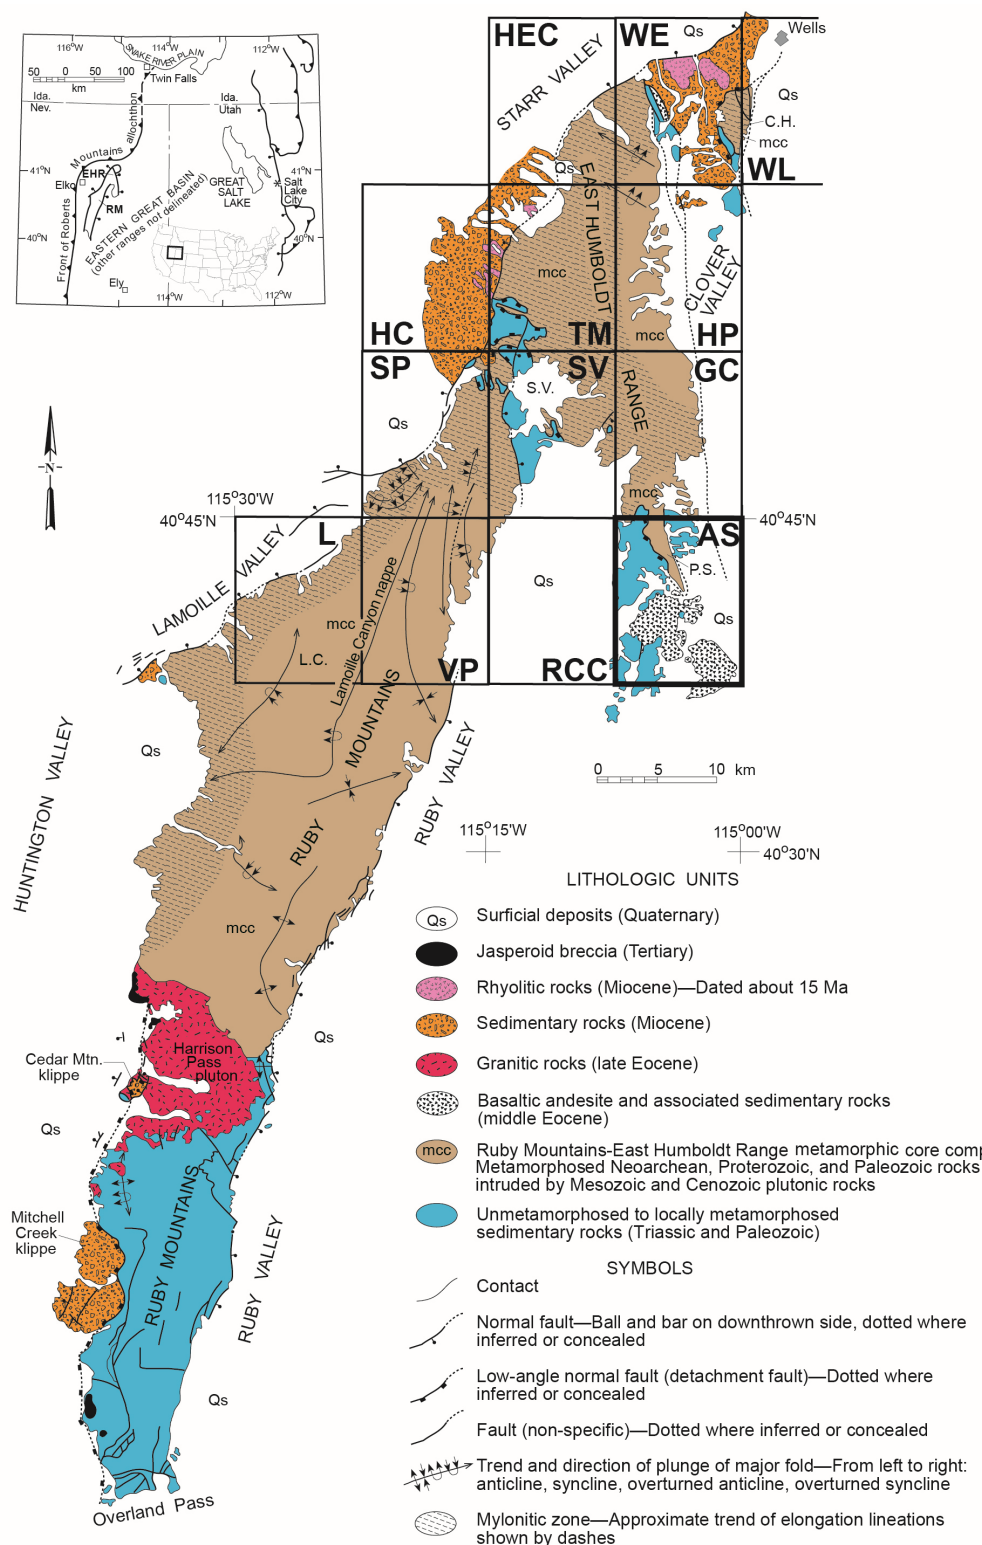 116°W
114°W
112°W
SNAKE RIVER PLAIN
Twin Falls
50 0 50 100
km
Ida.
Nev.
Ida.
Utah
allochthon
Mountains
Front of Roberts
41°N
41°N
EHR
Elko
RM
GREAT
SALT
LAKE
Salt
Lake
City
EASTERN GREAT BASIN
(other ranges not delineated)
40°N
40°N
Ely
114°W
112°W
HEC
WE
Qs
Wells
STARR VALLEY
Qs
C.H.
mcc
WL
Qs
EAST HUMBOLDT
mcc
CLOVER
VALLEY
mcc
HC
TM
HP
SP
SV
GC
S.V.
RANGE
Qs
N
mcc
115°30'W
40°45'N
40°45'N
L
AS
LAMOILLE VALLEY
P.S.
Qs
Qs
mcc
Lamoille Canyon nappe
L.C.
VP
RCC
MOUNTAINS
Qs
HUNTINGTON VALLEY
RUBY VALLEY
0 5 10 km
115°15'W
115°00'W
40°30'N
RUBY
mcc
Qs
Harrison
Pass
pluton
Cedar Mtn.
klippe
Qs
Mitchell
Creek
klippe
RUBY MOUNTAINS
RUBY VALLEY
Qs
Overland Pass
LITHOLOGIC UNITS
Qs Surficial deposits (Quaternary)
Jasperoid breccia (Tertiary)
Rhyolitic rocks (Miocene)—Dated about 15 Ma
Sedimentary rocks (Miocene)
Granitic rocks (late Eocene)
Basaltic andesite and associated sedimentary rocks
(middle Eocene)
mcc Ruby Mountains-East Humboldt Range metamorphic core comp
Metamorphosed Neoarchean, Proterozoic, and Paleozoic rocks
intruded by Mesozoic and Cenozoic plutonic rocks
Unmetamorphosed to locally metamorphosed
sedimentary rocks (Triassic and Paleozoic)
SYMBOLS
Contact
Normal fault—Ball and bar on downthrown side, dotted where
inferred or concealed
Low-angle normal fault (detachment fault)—Dotted where
inferred or concealed
Fault (non-specific)—Dotted where inferred or concealed
Trend and direction of plunge of major fold—From left to right:
anticline, syncline, overturned anticline, overturned syncline
Mylonitic zone—Approximate trend of elongation lineations
shown by dashes